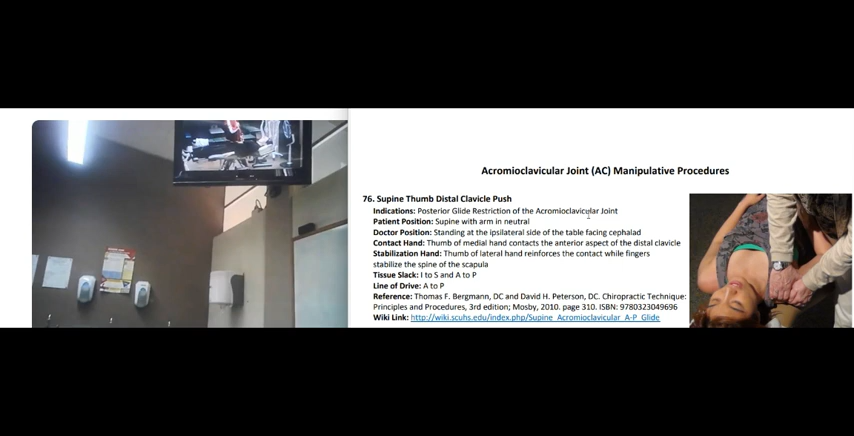 Acromioclavicular Joint (AC) Manipulative Procedures
76. Supine Thumb Distal Clavicle Push
Indications: Posterior Glide Restriction of the Acromioclavicular Joint
Patient Position: Supine with arm in neutral
Doctor Position: Standing at the ipsilateral side of the table facing cephalad
Contact Hand: Thumb of medial hand contacts the anterior aspect of the distal clavicle
Stabilization Hand: Thumb of lateral hand reinforces the contact while fingers
stabilize the spine of the scapula
Tissue Slack: I to S and A to P
Line of Drive: A to P
Reference: Thomas F. Bergmann, DC and David H. Peterson, DC. Chiropractic Technique:
Principles and Procedures, 3rd edition; Mosby, 2010. page 310. ISBN: 9780323049696
Wiki Link: http://wiki.scuhs.edu/index.php/Supine_Acromioclavicular_A-P_Glide